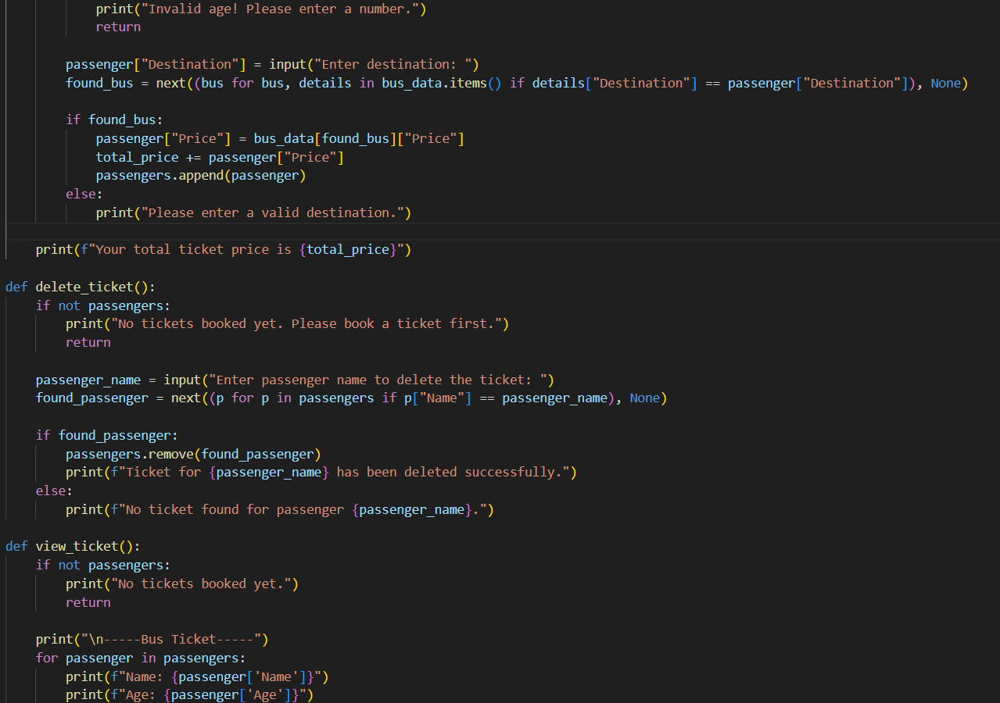 print("Invalid age! Please enter a number.")
            return

        passenger["Destination"] = input("Enter destination: ")
        found_bus = next((bus for bus, details in bus_data.items() if details["Destination"] == passenger["Destination"]), None)

        if found_bus:
            passenger["Price"] = bus_data[found_bus]["Price"]
            total_price += passenger["Price"]
            passengers.append(passenger)
        else:
            print("Please enter a valid destination.")

    print(f"Your total ticket price is {total_price}")

def delete_ticket():
    if not passengers:
        print("No tickets booked yet. Please book a ticket first.")
        return

    passenger_name = input("Enter passenger name to delete the ticket: ")
    found_passenger = next((p for p in passengers if p["Name"] == passenger_name), None)

    if found_passenger:
        passengers.remove(found_passenger)
        print(f"Ticket for {passenger_name} has been deleted successfully.")
    else:
        print(f"No ticket found for passenger {passenger_name}.")

def view_ticket():
    if not passengers:
        print("No tickets booked yet.")
        return

    print("\n-----Bus Ticket-----")
    for passenger in passengers:
        print(f"Name: {passenger['Name']}")
        print(f"Age: {passenger['Age']}")